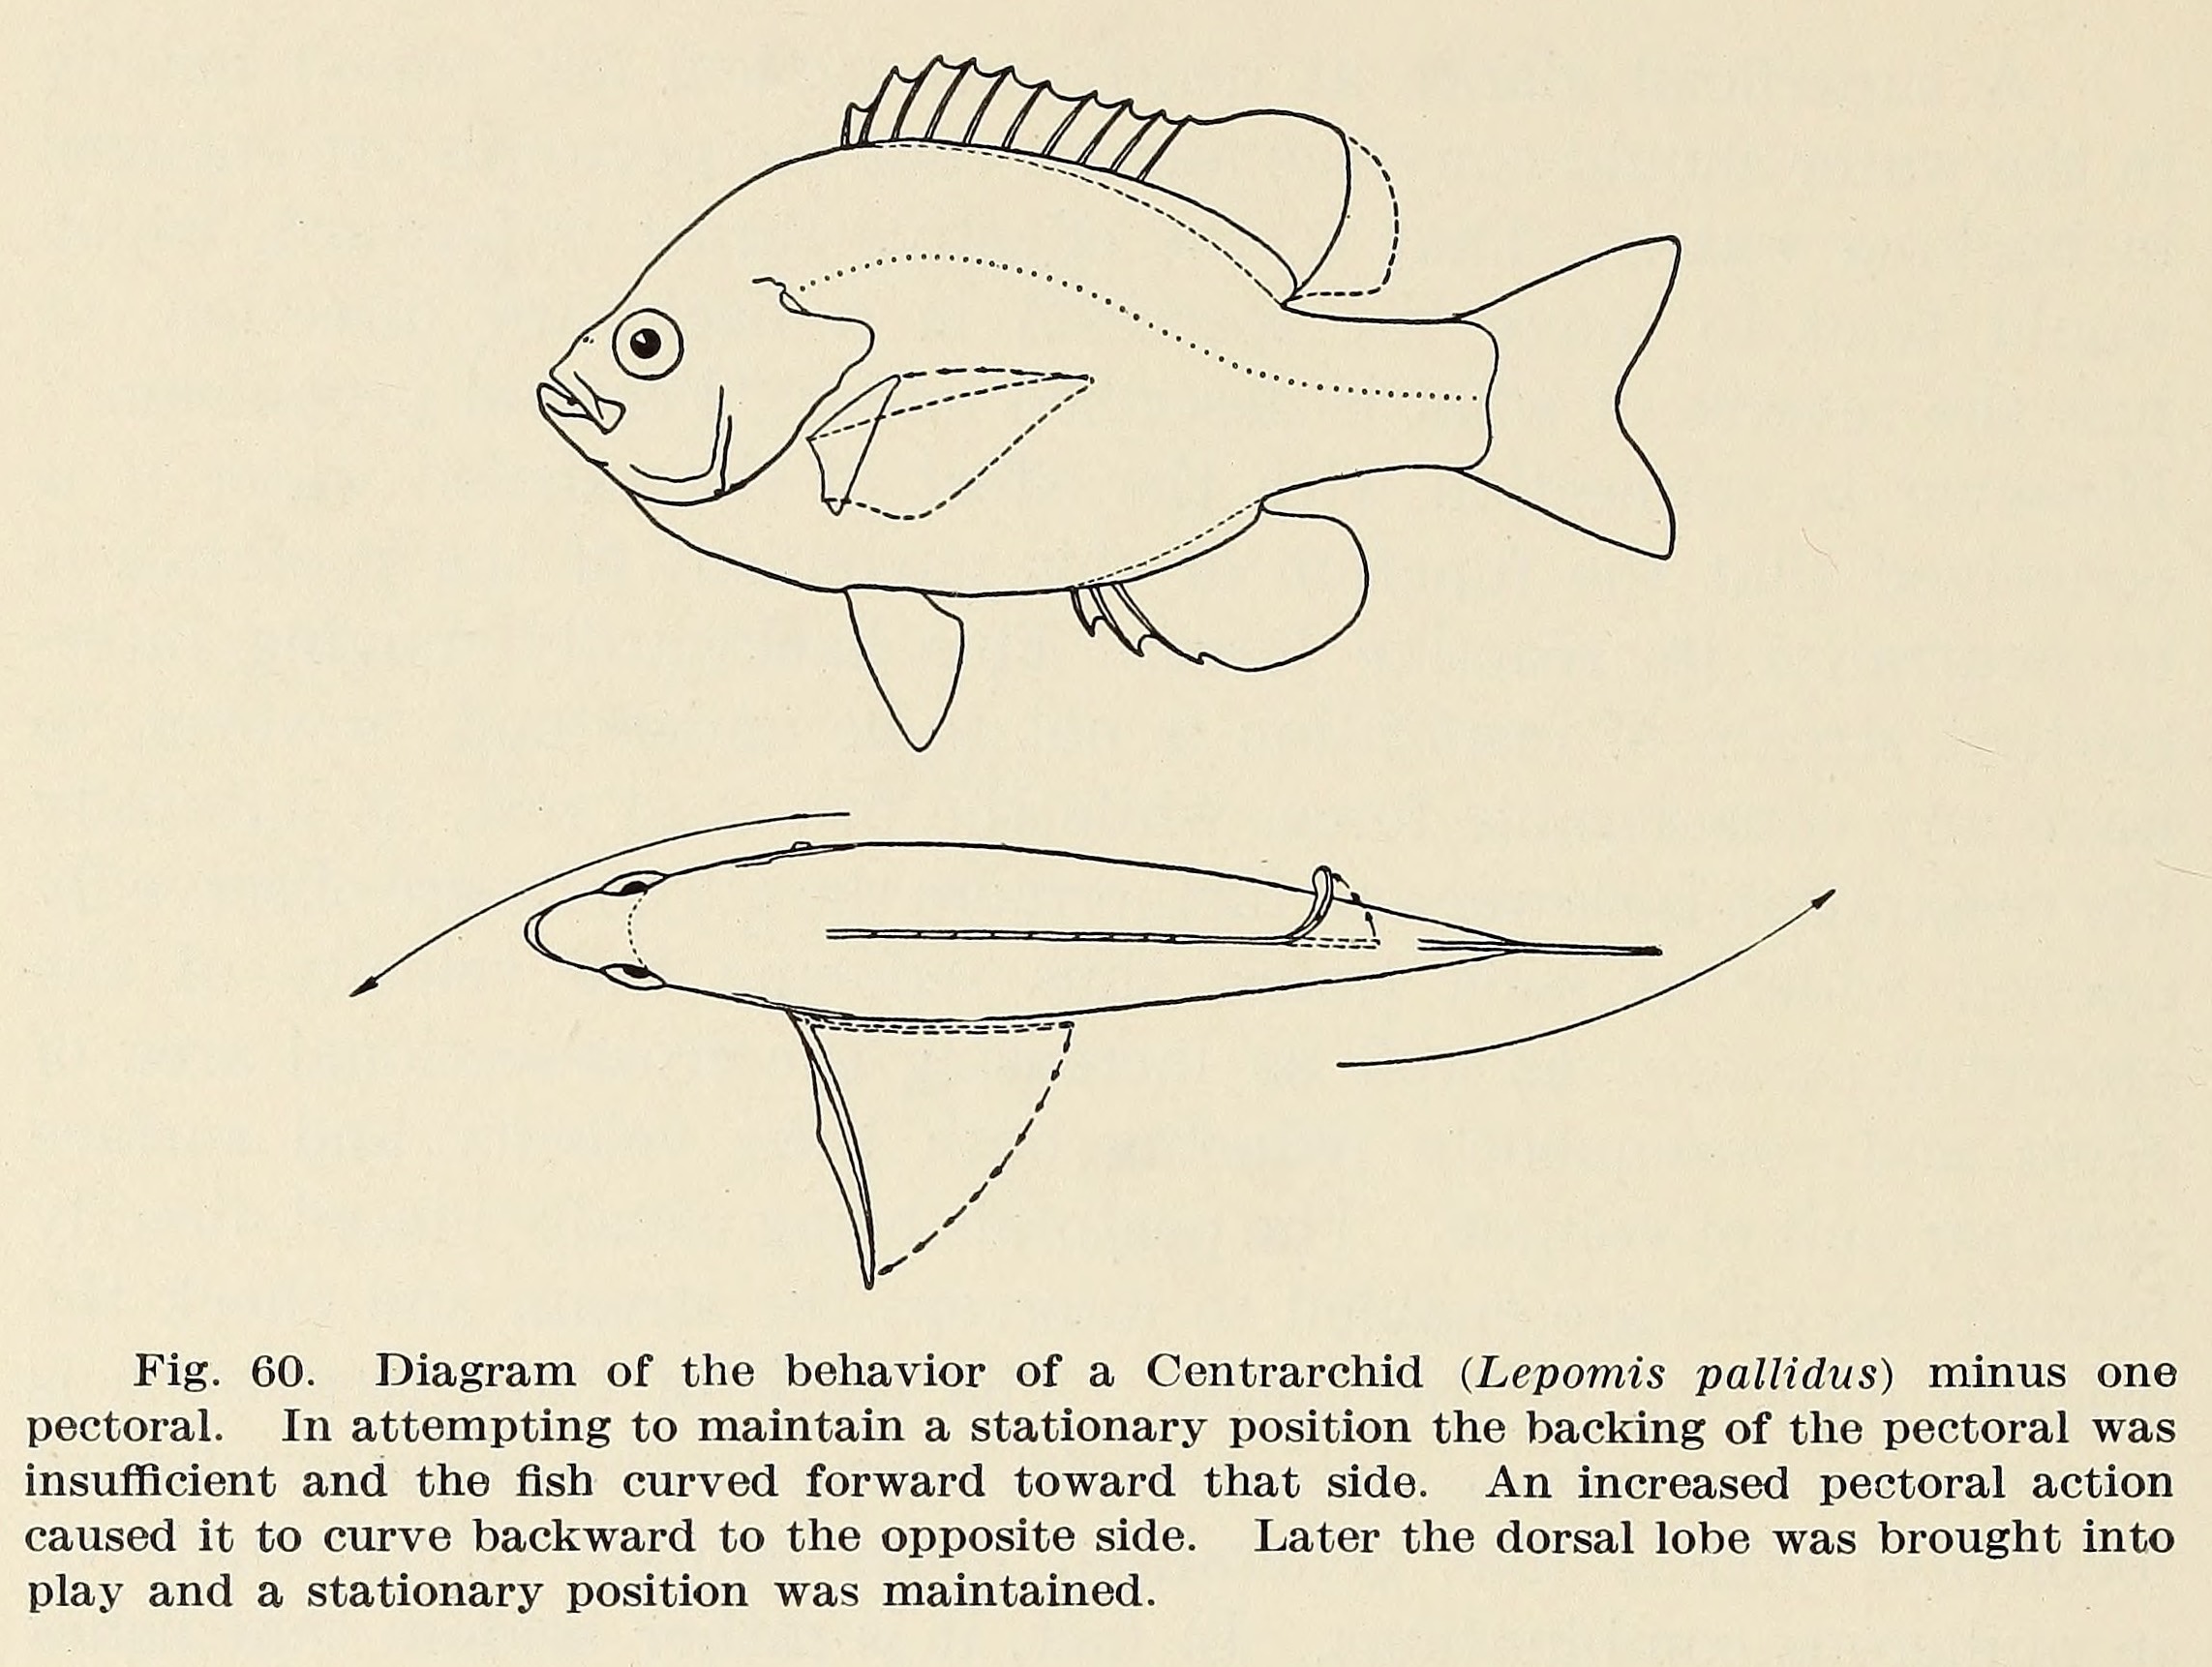 Fig. 60. Diagram of the behavior of a Centrarchid (Lepomis pallidus) minus one
pectoral. In attempting to maintain a stationary position the backing of the pectoral was
insufficient and the fish curved forward toward that side. An increased pectoral action
caused it to curve backward to the opposite side. Later the dorsal lobe was brought into
play and a stationary position was maintained.